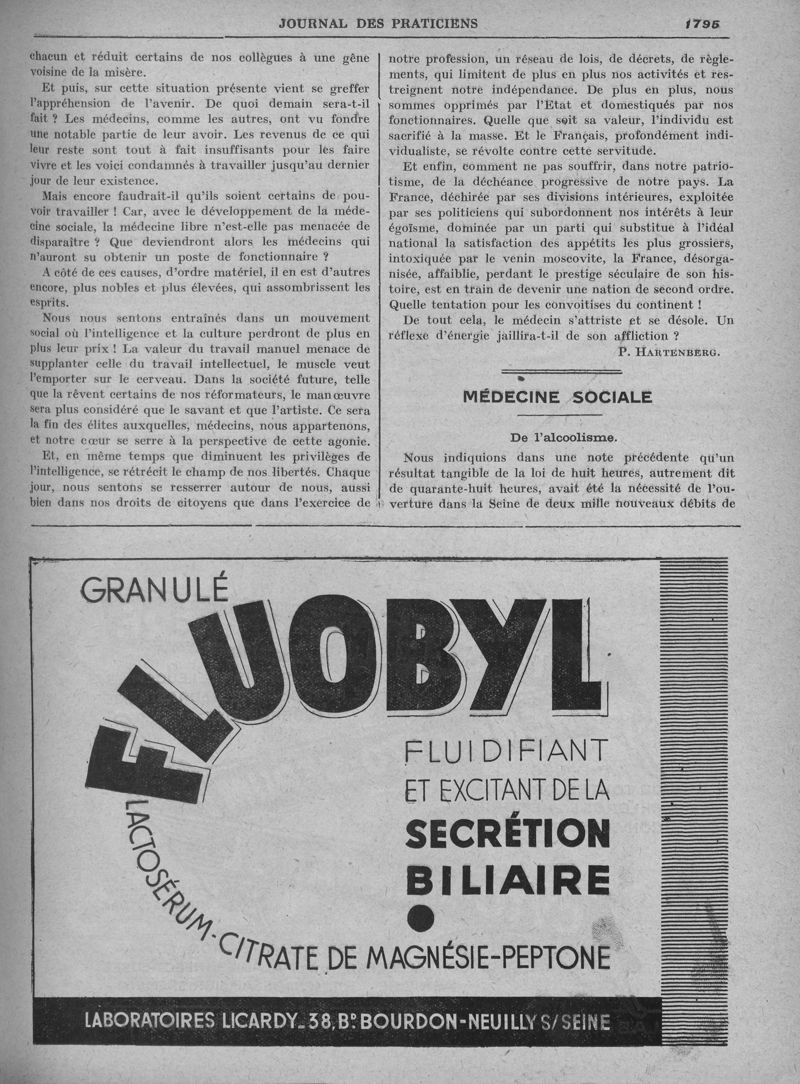 JOURNAL DES PRATICIENS 1795
chacun et réduit certains de nos collègues à une gêne
voisine de la misère.
Et puis, sur cette situation présente vient se greffer
l'appréhension de l'avenir. De quoi demain sera-t-il
fait ? Les médecins, comme les autres, ont vu fondre
une notable partie de leur avoir. Les revenus de ce qui
leur reste sont tout à fait insuffisants pour les faire
vivre et les voici condamnés à travailler jusqu'au dernier
jour de leur existence.
Mais encore faudrait-il qu'ils soient certains de pou-
voir travailler ! Car, avec le développement de la méde-
cine sociale, la médecine libre n'est-elle pas menacée de
disparaître ? Que deviendront alors les médecins qui
n'auront su obtenir un poste de fonctionnaire ?
A côté de ces causes, d'ordre matériel, il en est d'autres
encore, plus nobles et plus élevées, qui assombrissent les
esprits.
Nous nous sentons entraînés dans un mouvement
social où l'intelligence et la culture perdront de plus en
plus leur prix ! La valeur du travail manuel menace de
supplanter celle du travail intellectuel, le muscle veut
l'emporter sur le cerveau. Dans la société future, telle
que la rêvent certains de nos réformateurs, le manœuvre
sera plus considéré que le savant et que l'artiste. Ce sera
la fin des élites auxquelles, médecins, nous appartenons,
et notre cœur se serre à la perspective de cette agonie.
Et, en même temps que diminuent les privilèges de
l'intelligence, se rétrécit le champ de nos libertés. Chaque
jour, nous sentons se resserrer autour de nous, aussi
bien dans nos droits de citoyens que dans l'exercice de
notre profession, un réseau de lois, de décrets, de règle-
ments, qui limitent de plus en plus nos activités et res-
treignent notre indépendance. De plus en plus, nous
sommes opprimés par l'Etat et domestiqués par nos
fonctionnaires. Quelle que soit sa valeur, l'individu est
sacrifié à la masse. Et le Français, profondément indi-
vidualiste, se révolte contre cette servitude.
Et enfin, comment ne pas souffrir, dans notre patrio-
tisme, de la déchéance progressive de notre pays. La
France, déchirée par ses divisions intérieures, exploitée
par ses politiciens qui subordonnent nos intérêts à leur
égoïsme, dominée par un parti qui substitue à l'idéal
national la satisfaction des appétits les plus grossiers,
intoxiquée par le venin moscovite, la France, désorga-
nisée, affaiblie, perdant le prestige séculaire de son his-
toire, est en train de devenir une nation de second ordre.
Quelle tentation pour les convoitises du continent !
De tout cela, le médecin s'attriste et se désole. Un
réflexe d'énergie jaillira-t-il de son affliction ?
P. HARTENBERG.
MÉDECINE SOCIALE
De l'alcoolisme.
Nous indiquions dans une note précédente qu'un
résultat tangible de la loi de huit heures, autrement dit
de quarante-huit heures, avait été la nécessité de l'ou-
verture dans la Seine de deux mille nouveaux débits de
GRANULÉ
FLUOBYL
FLUIDIFIANT
ET EXCITANT DE LA
SECRÉTION
BILIAIRE
LACTOSÉRUM-CITRATE DE MAGNÉSIE-PEPTONE
LABORATOIRES LICARDY_38, Bᴰ BOURDON-NEUILLY S/SEINE